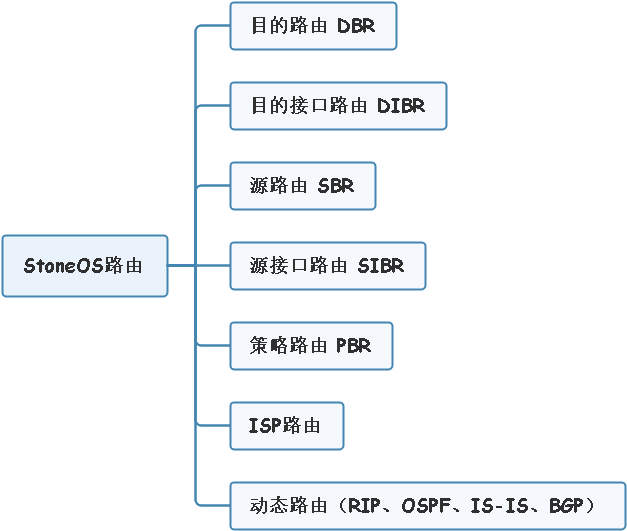 目的路由 DBR
目的接口路由 DIBR
源路由 SBR
StoneOS路由
源接口路由 SIBR
策略路由 PBR
ISP路由
动态路由（RIP、OSPF、IS-IS、BGP）